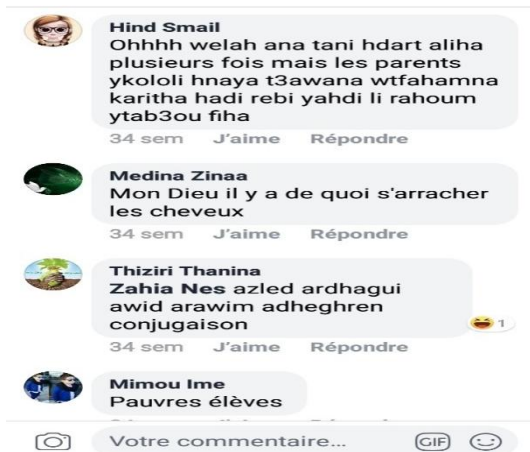 Hind Smail
Ohhhh welah ana tani hdart aliha
plusieurs fois mais les parents
ykololi hnaya t3awana wtfahamna
karitha hadi rebi yahdi li rahoum
ytab3ou fiha
34 sem J'aime Répondre
Medina Zinaa
Mon Dieu il y a de quoi s'arracher
les cheveux
34 sem J'aime Répondre
Thiziri Thanina
Zahia Nes azled ardhagui
awid arawim adheghren
conjugaison
1
34 sem J'aime Répondre
Mimou Ime
Pauvres élèves
Votre commentaire... GIF